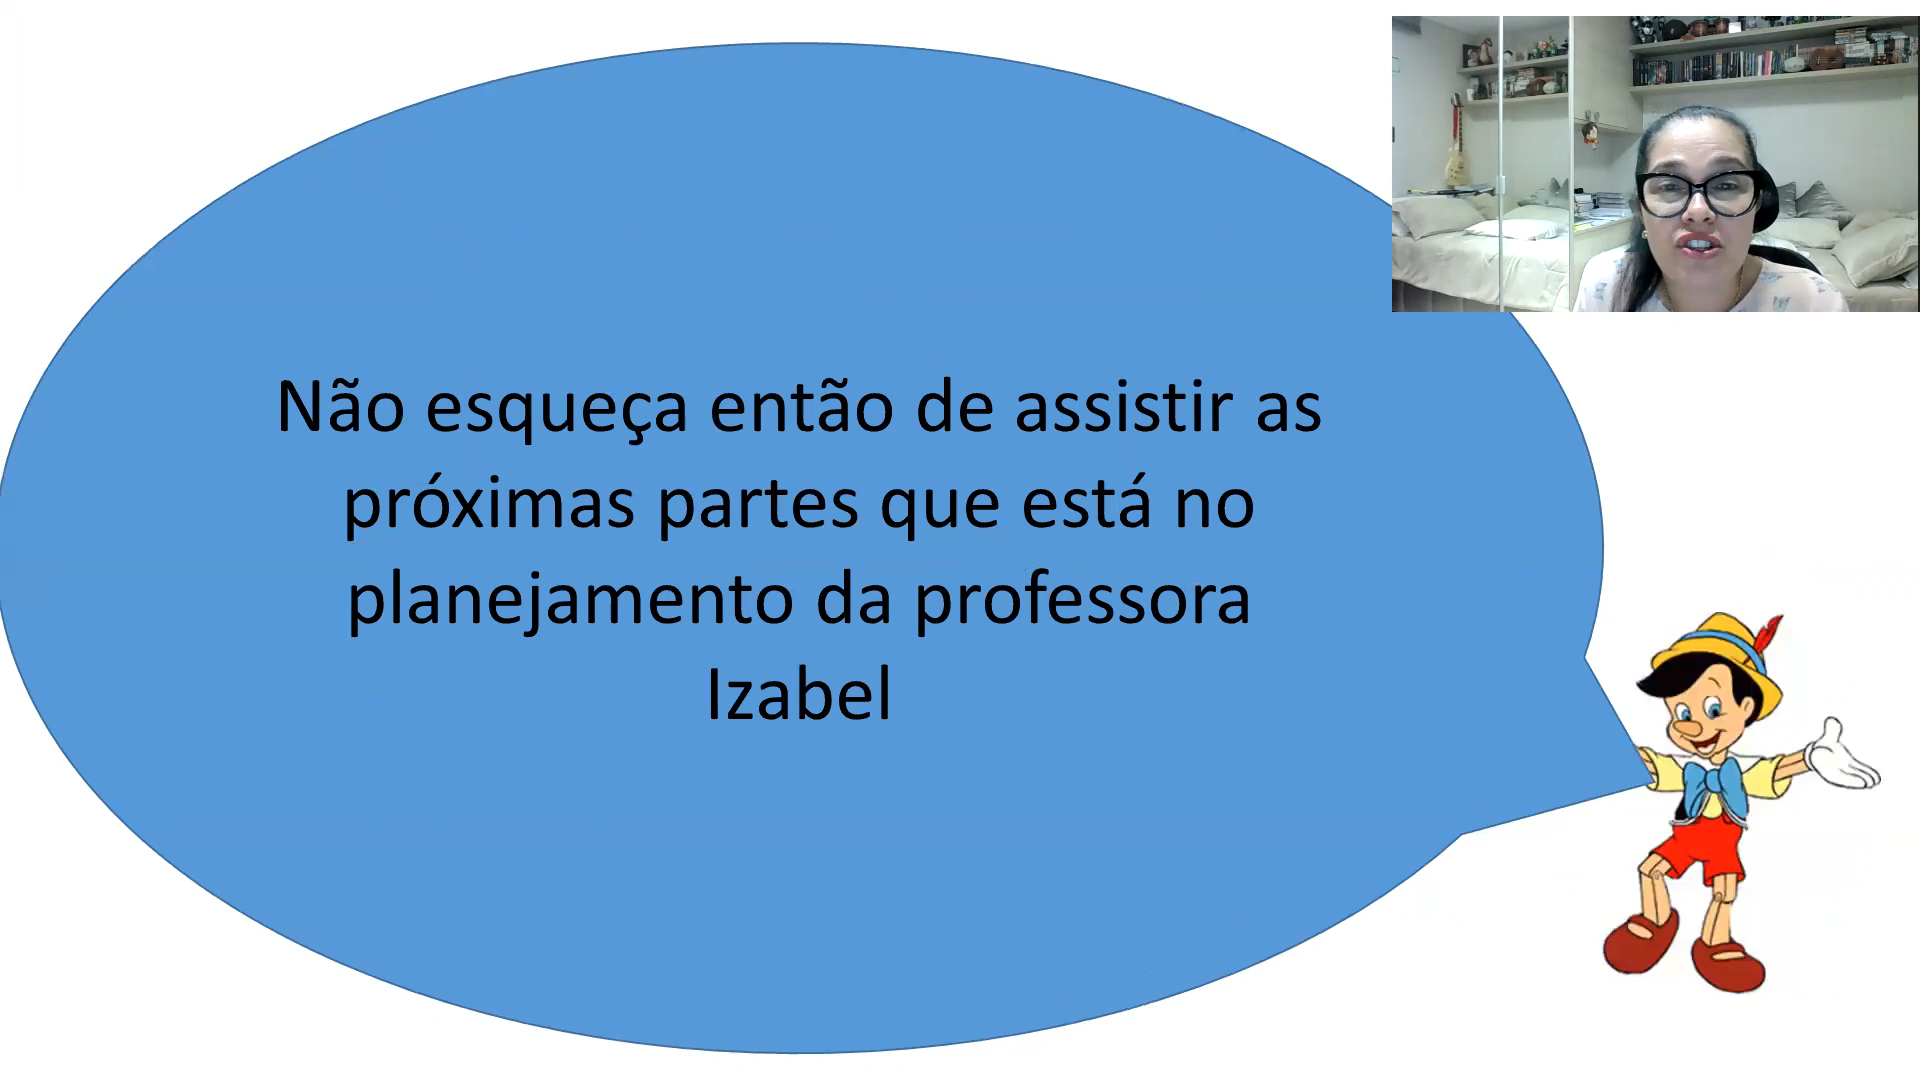 Não esqueça então de assistir as
próximas partes que está no
planejamento da professora
Izabel